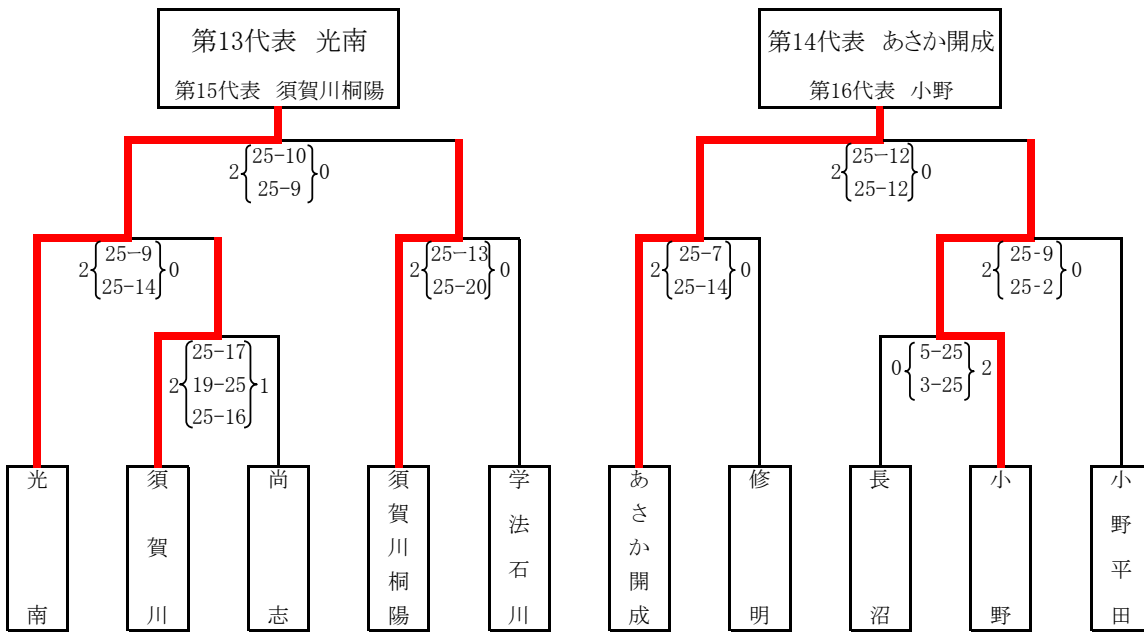 第13代表 光南
第15代表 須賀川桐陽
第14代表 あさか開成
第16代表 小野
2 25-10 0
25-9
2 25-12 0
25-12
2 25-9 0
25-14
2 25-13 0
25-20
2 25-7 0
25-14
2 25-9 0
25-2
25-17
2 19-25 1
25-16
0 5-25 2
3-25
光南
須賀川
尚志
須賀川桐陽
学法石川
あさか開成
修明
長沼
小野
小野平田